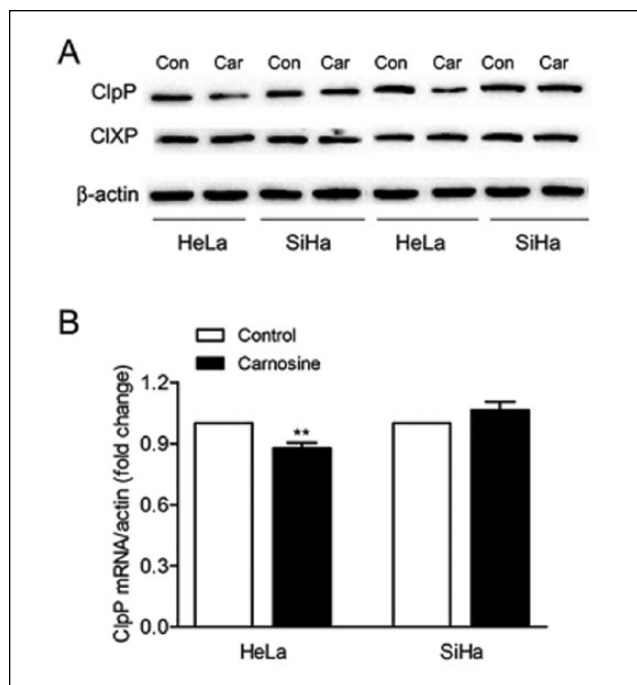 A
Con Car Con Car Con Car Con Car
ClpP
ClXP
β-actin
HeLa SiHa HeLa SiHa
B
Control
Carnosine
ClpP mRNA/actin (fold change)
1.2
0.9
0.6
0.3
0.0
**
HeLa SiHa